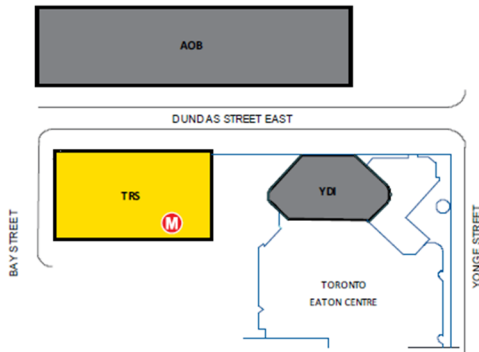 AOB
DUNDAS STREET EAST
TRS
YDI
M
BAY STREET
YONGE STREET
TORONTO
EATON CENTRE